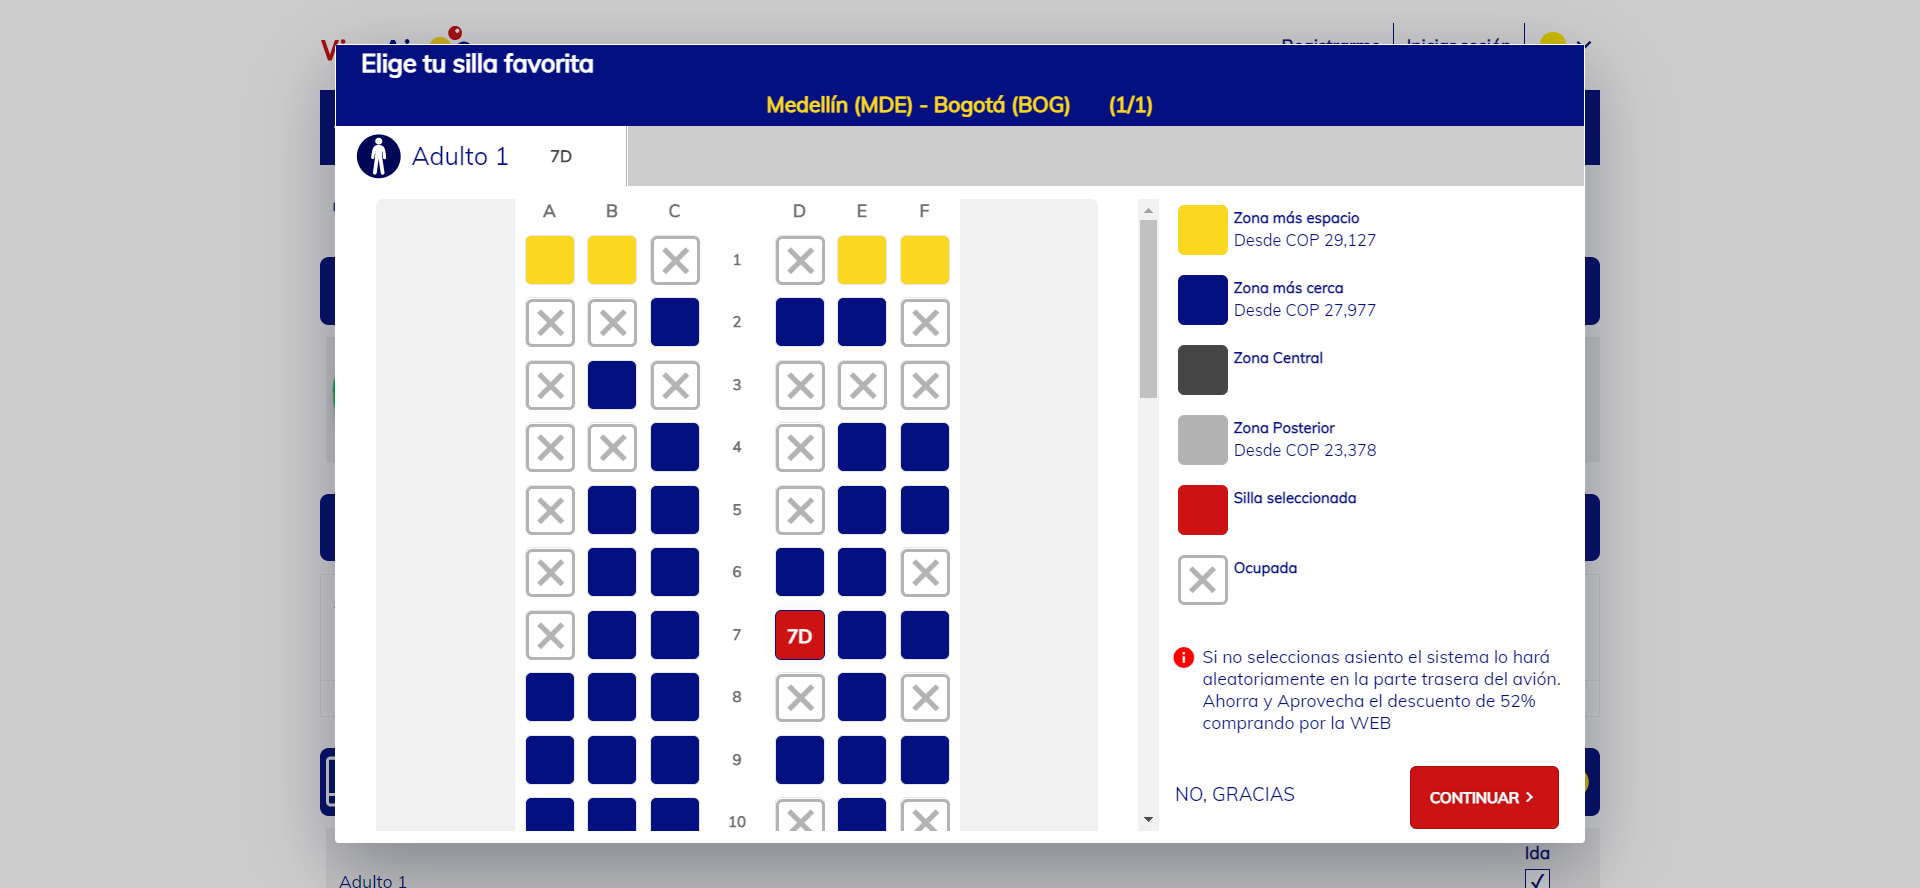 Registrarme
Iniciar sesión
Elige tu silla favorita
Medellín (MDE) - Bogotá (BOG) (1/1)
Adulto 1 7D
A B C D E F
1
2
3
4
5
6
7 7D
8
9
10
Zona más espacio
Desde COP 29,127
Zona más cerca
Desde COP 27,977
Zona Central
Zona Posterior
Desde COP 23,378
Silla seleccionada
Ocupada
Si no seleccionas asiento el sistema lo hará
aleatoriamente en la parte trasera del avión.
Ahorra y Aprovecha el descuento de 52%
comprando por la WEB
NO, GRACIAS
CONTINUAR >
Ida
Adulto 1